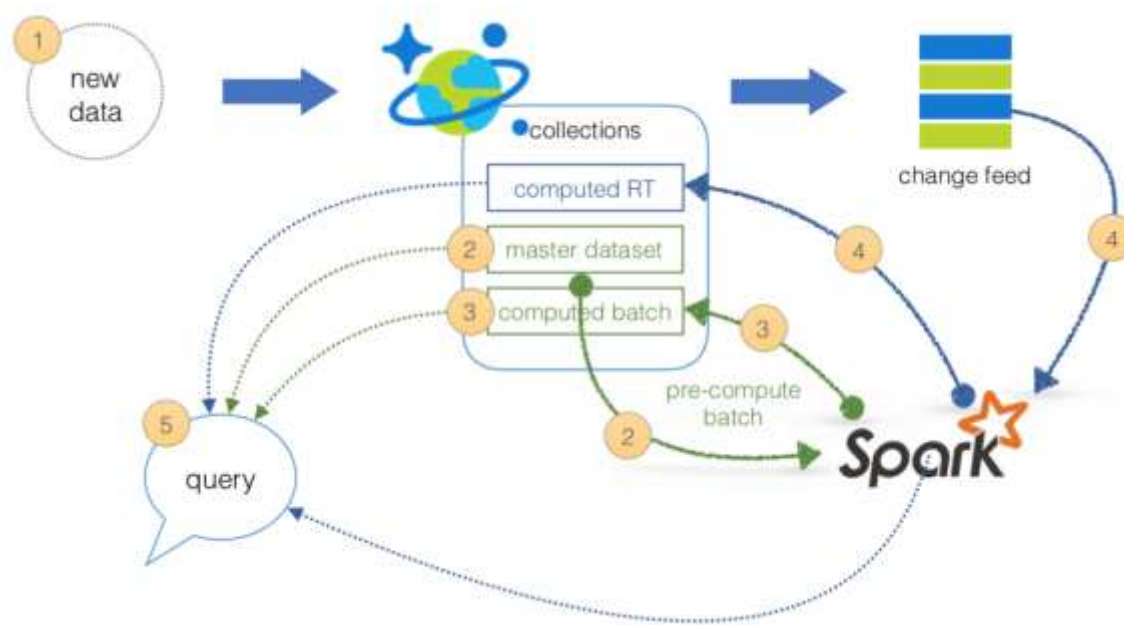 1
new
data
collections
computed RT
2
master dataset
3
computed batch
change feed
4
4
3
pre-compute
batch
2
Spark
5
query